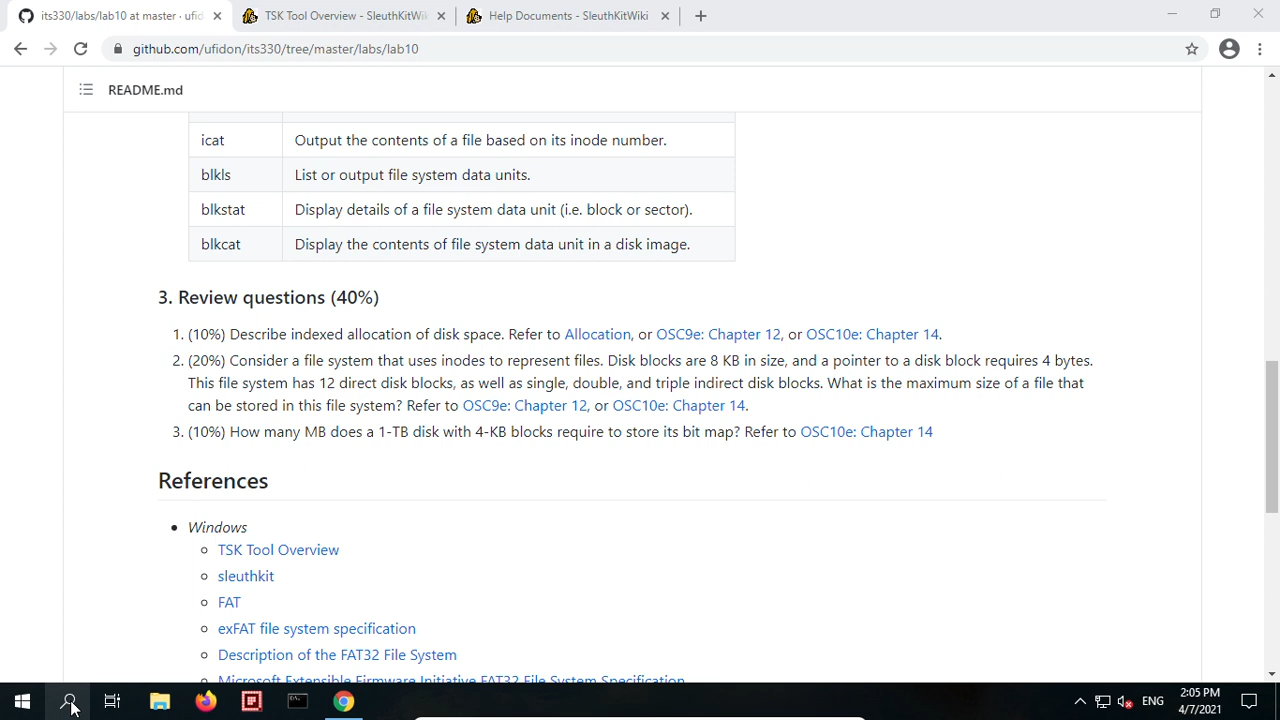 its330/labs/lab10 at master · ufid
TSK Tool Overview - SleuthKitWi
Help Documents - SleuthKitWiki
github.com/ufidon/its330/tree/master/labs/lab10
README.md
icat Output the contents of a file based on its inode number.
blkls List or output file system data units.
blkstat Display details of a file system data unit (i.e. block or sector).
blkcat Display the contents of file system data unit in a disk image.
3. Review questions (40%)
1. (10%) Describe indexed allocation of disk space. Refer to Allocation, or OSC9e: Chapter 12, or OSC10e: Chapter 14.
2. (20%) Consider a file system that uses inodes to represent files. Disk blocks are 8 KB in size, and a pointer to a disk block requires 4 bytes.
This file system has 12 direct disk blocks, as well as single, double, and triple indirect disk blocks. What is the maximum size of a file that
can be stored in this file system? Refer to OSC9e: Chapter 12, or OSC10e: Chapter 14.
3. (10%) How many MB does a 1-TB disk with 4-KB blocks require to store its bit map? Refer to OSC10e: Chapter 14
References
• Windows
TSK Tool Overview
sleuthkit
FAT
exFAT file system specification
Description of the FAT32 File System
Microsoft Extensible Firmware Initiative FAT32 File System Specification
ENG
2:05 PM
4/7/2021